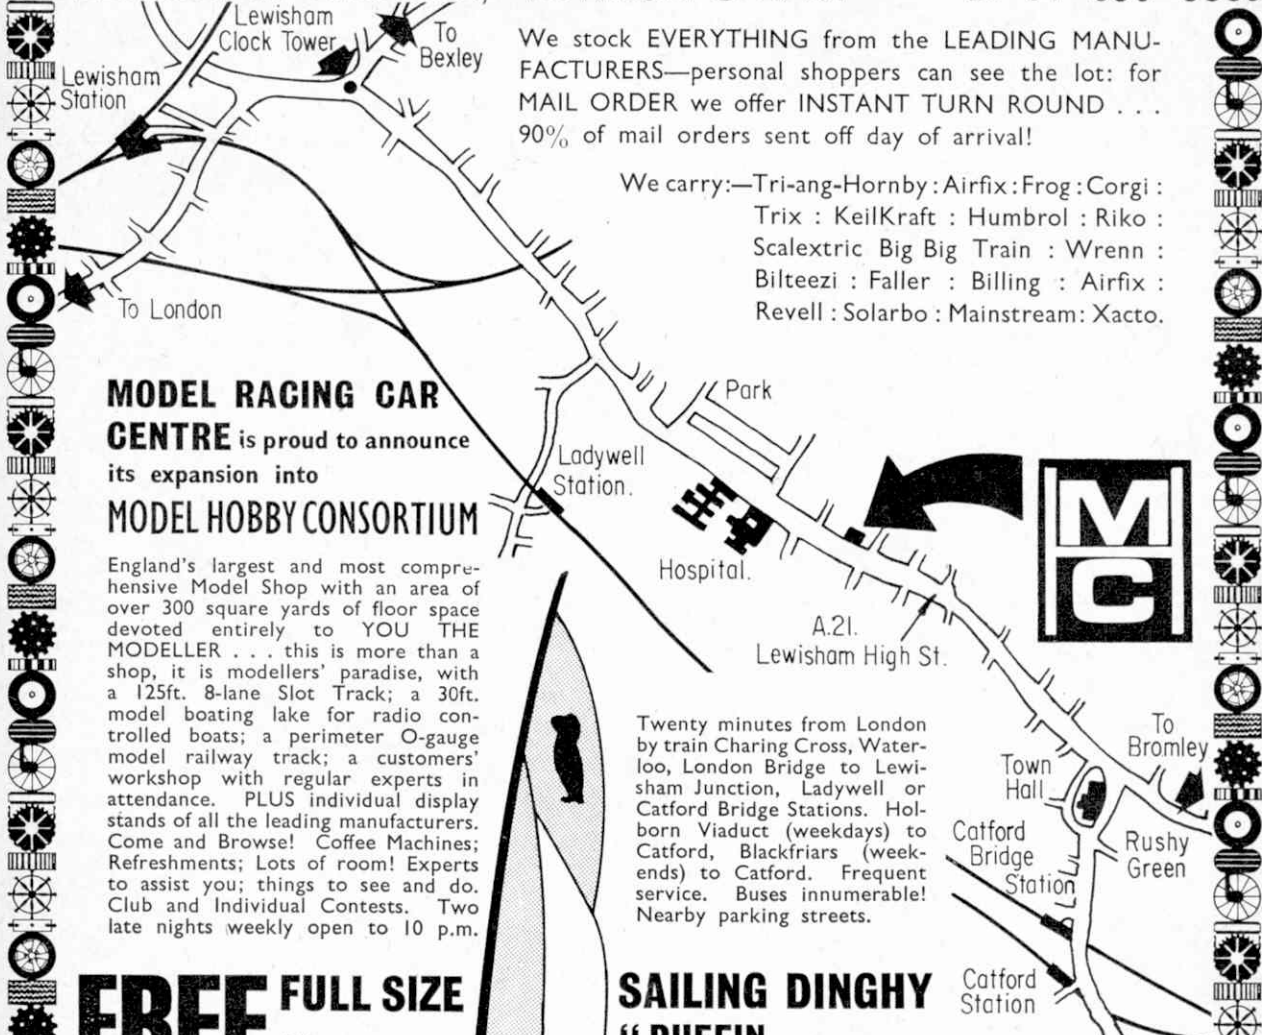 Lewisham
Clock Tower
To
Bexley
Lewisham
Station
To London
We stock EVERYTHING from the LEADING MANU-
FACTURERS—personal shoppers can see the lot: for
MAIL ORDER we offer INSTANT TURN ROUND . . .
90% of mail orders sent off day of arrival!
We carry:—Tri-ang-Hornby : Airfix : Frog : Corgi :
Trix : KeilKraft : Humbrol : Riko :
Scalextric Big Big Train : Wrenn :
Bilteezi : Faller : Billing : Airfix :
Revell : Solarbo : Mainstream : Xacto.
MODEL RACING CAR
CENTRE is proud to announce
its expansion into
MODEL HOBBY CONSORTIUM
England's largest and most compre-
hensive Model Shop with an area of
over 300 square yards of floor space
devoted entirely to YOU THE
MODELLER . . . this is more than a
shop, it is modellers' paradise, with
a 125ft. 8-lane Slot Track; a 30ft.
model boating lake for radio con-
trolled boats; a perimeter O-gauge
model railway track; a customers'
workshop with regular experts in
attendance. PLUS individual display
stands of all the leading manufacturers.
Come and Browse! Coffee Machines;
Refreshments; Lots of room! Experts
to assist you; things to see and do.
Club and Individual Contests. Two
late nights weekly open to 10 p.m.
Park
Ladywell
Station.
Hospital.
M
C
A.21.
Lewisham High St.
Twenty minutes from London
by train Charing Cross, Water-
loo, London Bridge to Lewi-
sham Junction, Ladywell or
Catford Bridge Stations. Hol-
born Viaduct (weekdays) to
Catford, Blackfriars (week-
ends) to Catford. Frequent
service. Buses innumerable!
Nearby parking streets.
To
Bromley
Town
Hall
Rushy
Green
Catford
Bridge
Station
Catford
Station
FREE FULL SIZE
SAILING DINGHY
“ PUFFIN